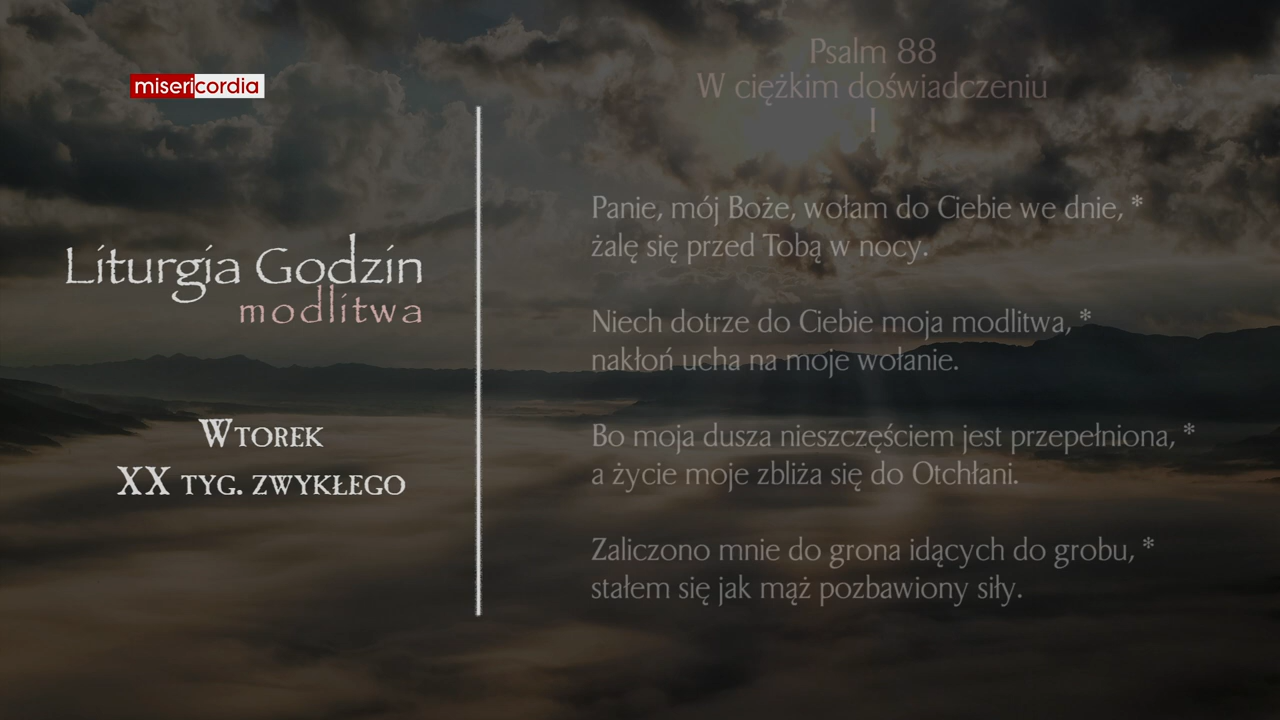 misericordia
Liturgia Godzin
modlitwa
Wtorek
XX tyg. zwykłego
Psalm 88
W ciężkim doświadczeniu
I
Panie, mój Boże, wołam do Ciebie we dnie, *
żalę się przed Tobą w nocy.
Niech dotrze do Ciebie moja modlitwa, *
nakłoń ucha na moje wołanie.
Bo moja dusza nieszczęściem jest przepełniona, *
a życie moje zbliża się do Otchłani.
Zaliczono mnie do grona idących do grobu, *
stałem się jak mąż pozbawiony siły.